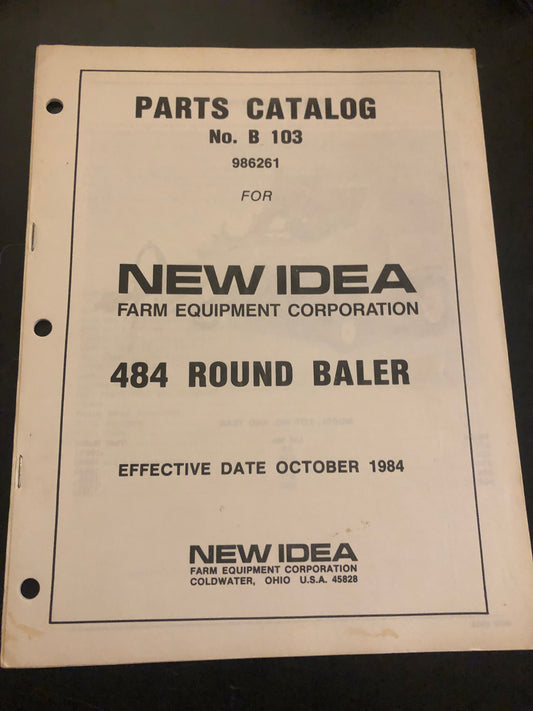 PARTS CATALOG
No. B 103
986261
FOR
NEW IDEA
FARM EQUIPMENT CORPORATION
484 ROUND BALER
EFFECTIVE DATE OCTOBER 1984
NEW IDEA
FARM EQUIPMENT CORPORATION
COLDWATER, OHIO U.S.A. 45828